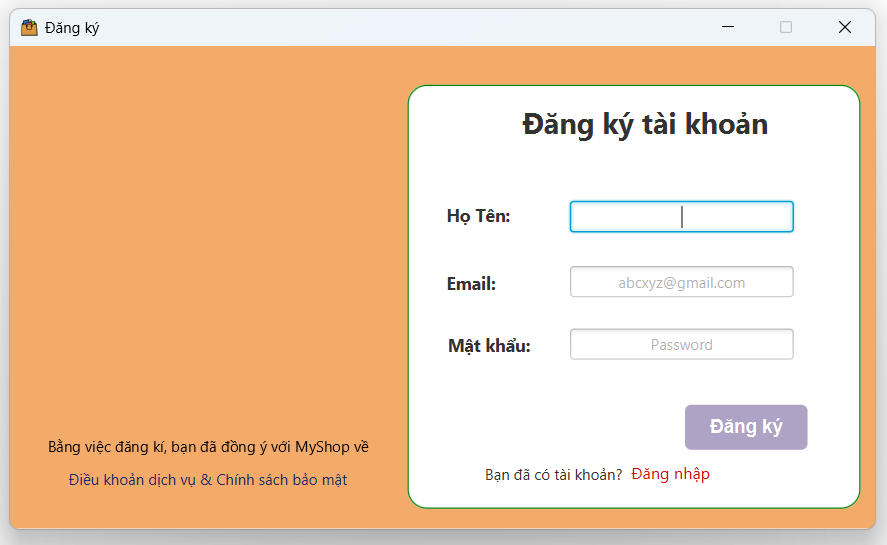 Đăng ký
Đăng ký tài khoản
Họ Tên:
Email:
abcxyz@gmail.com
Mật khẩu:
Password
Đăng ký
Bạn đã có tài khoản? Đăng nhập
Bằng việc đăng kí, bạn đã đồng ý với MyShop về
Điều khoản dịch vụ & Chính sách bảo mật